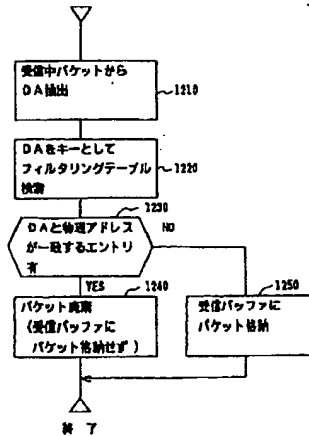 受信中パケットから
DA抽出
1210
DAをキーとして
フィルタリングテーブル
検索
1220
1230
DAと物理アドレス
が一致するエントリ
有
NO
YES
1240
パケット廃棄
(受信バッファに
パケット格納せず)
1250
受信バッファに
パケット格納
終了